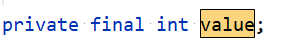 private final int value;